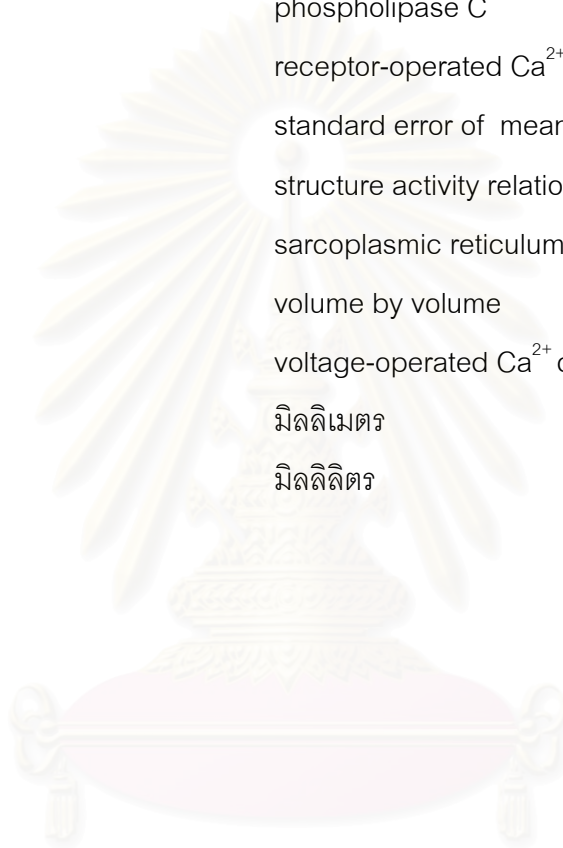 phospholipase C
receptor-operated Ca2+
standard error of mean
structure activity
sarcoplasmic reticulum
volume by volume
voltage-operated Ca2+
มิลลิเมตร
มิลลิลิตร